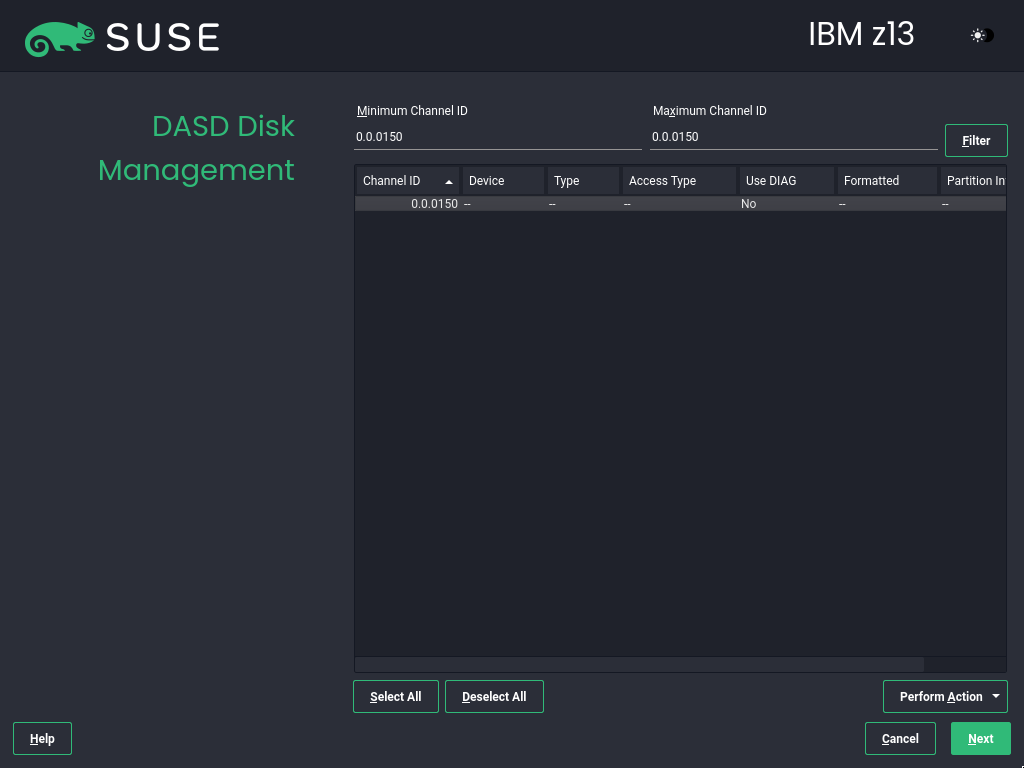 SUSE
IBM z13
DASD Disk
Management
Minimum Channel ID
Maximum Channel ID
0.0.0150
0.0.0150
Filter
Channel ID Device Type Access Type Use DIAG Formatted Partition In
0.0.0150 -- -- -- No -- --
Select All
Deselect All
Perform Action
Help
Cancel
Next